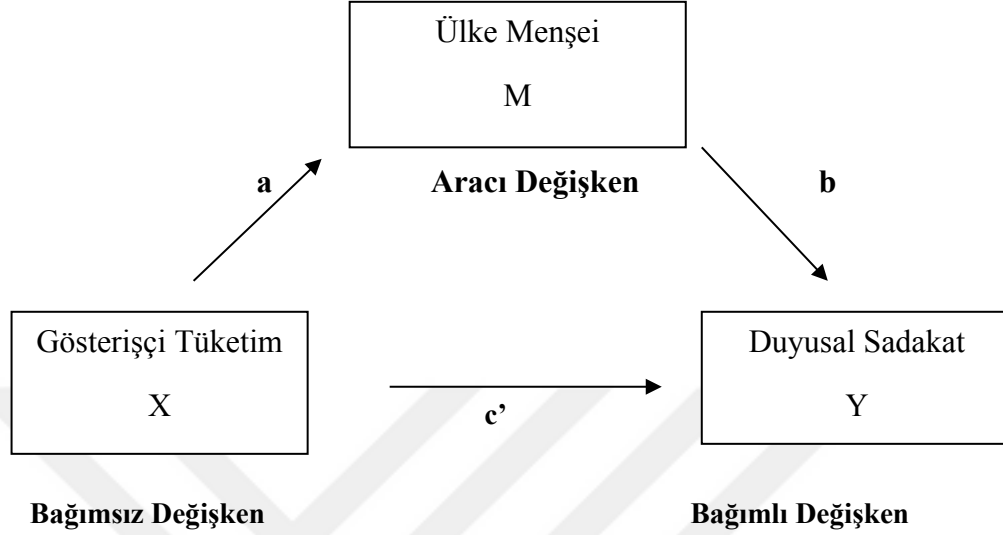 Ülke Menşei
M
a
Aracı Değişken
b
Gösterişçi Tüketim
X
c’
Duyusal Sadakat
Y
Bağımsız Değişken
Bağımlı Değişken